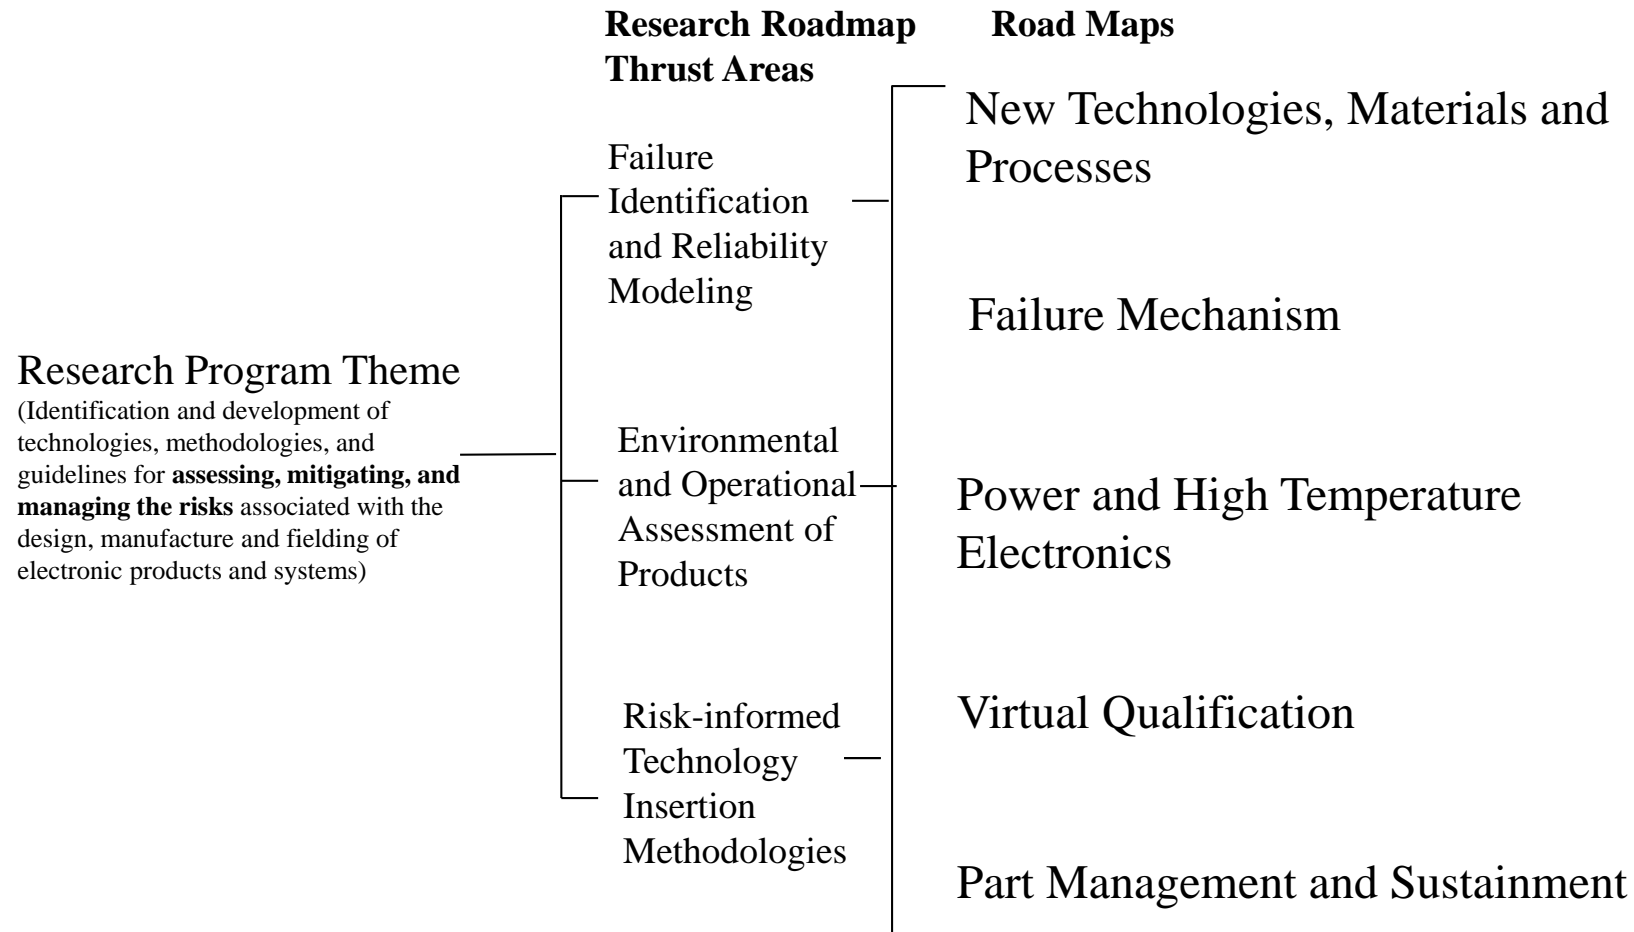 Research Roadmap
Thrust Areas
Road Maps
Research Program Theme
(Identification and development of
technologies, methodologies, and
guidelines for assessing, mitigating, and
managing the risks associated with the
design, manufacture and fielding of
electronic products and systems)
Failure
Identification
and Reliability
Modeling
Environmental
and Operational
Assessment of
Products
Risk-informed
Technology
Insertion
Methodologies
New Technologies, Materials and
Processes
Failure Mechanism
Power and High Temperature
Electronics
Virtual Qualification
Part Management and Sustainment